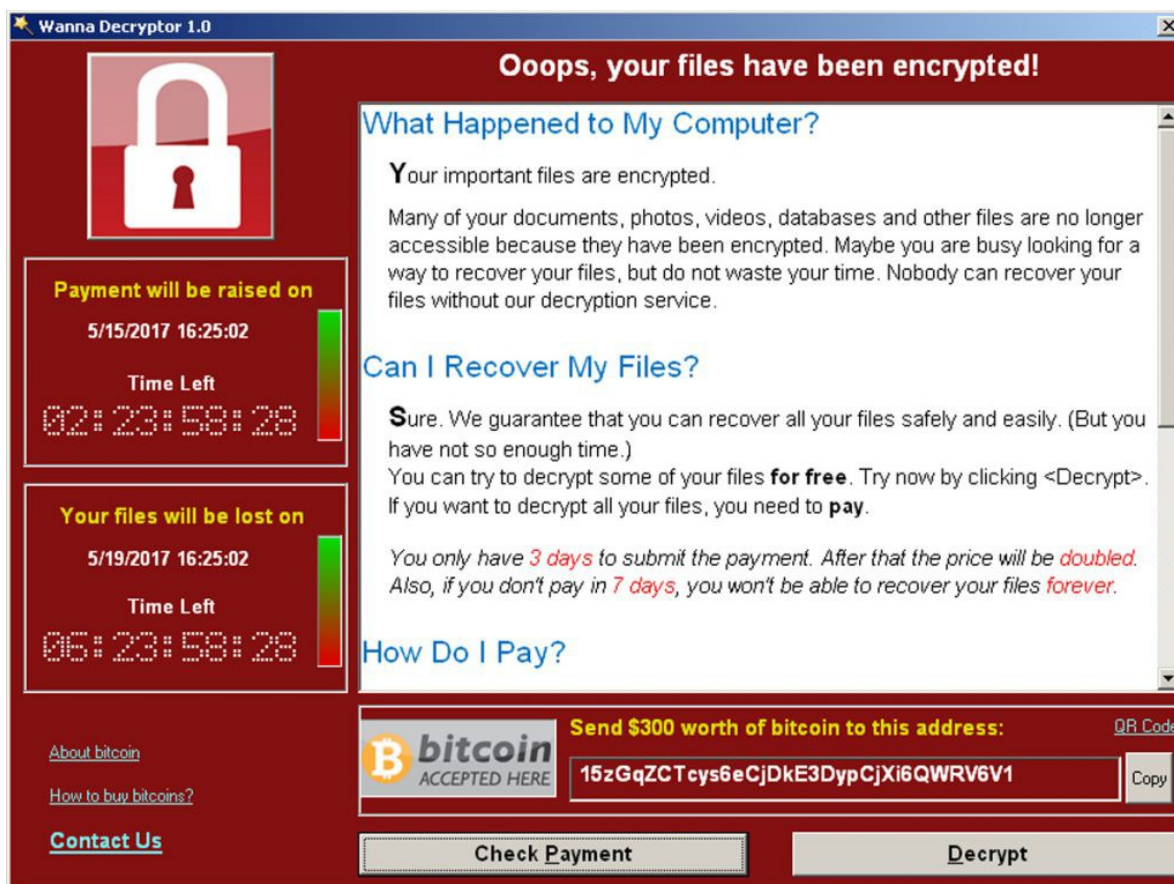 Wanna Decryptor 1.0
Ooops, your files have been encrypted!
What Happened to My Computer?
Your important files are encrypted.
Many of your documents, photos, videos, databases and other files are no longer
accessible because they have been encrypted. Maybe you are busy looking for a
way to recover your files, but do not waste your time. Nobody can recover your
files without our decryption service.
Can I Recover My Files?
Sure. We guarantee that you can recover all your files safely and easily. (But you
have not so enough time.)
You can try to decrypt some of your files for free. Try now by clicking <Decrypt>.
If you want to decrypt all your files, you need to pay.
You only have 3 days to submit the payment. After that the price will be doubled.
Also, if you don't pay in 7 days, you won't be able to recover your files forever.
How Do I Pay?
Payment will be raised on
5/15/2017 16:25:02
Time Left
02:23:58:28
Your files will be lost on
5/19/2017 16:25:02
Time Left
06:23:58:28
About bitcoin
How to buy bitcoins?
Contact Us
bitcoin
ACCEPTED HERE
Send $300 worth of bitcoin to this address:
QR Code
15zGqZCTcys6eCjDkE3DypCjXi6QWRV6V1
Copy
Check Payment
Decrypt